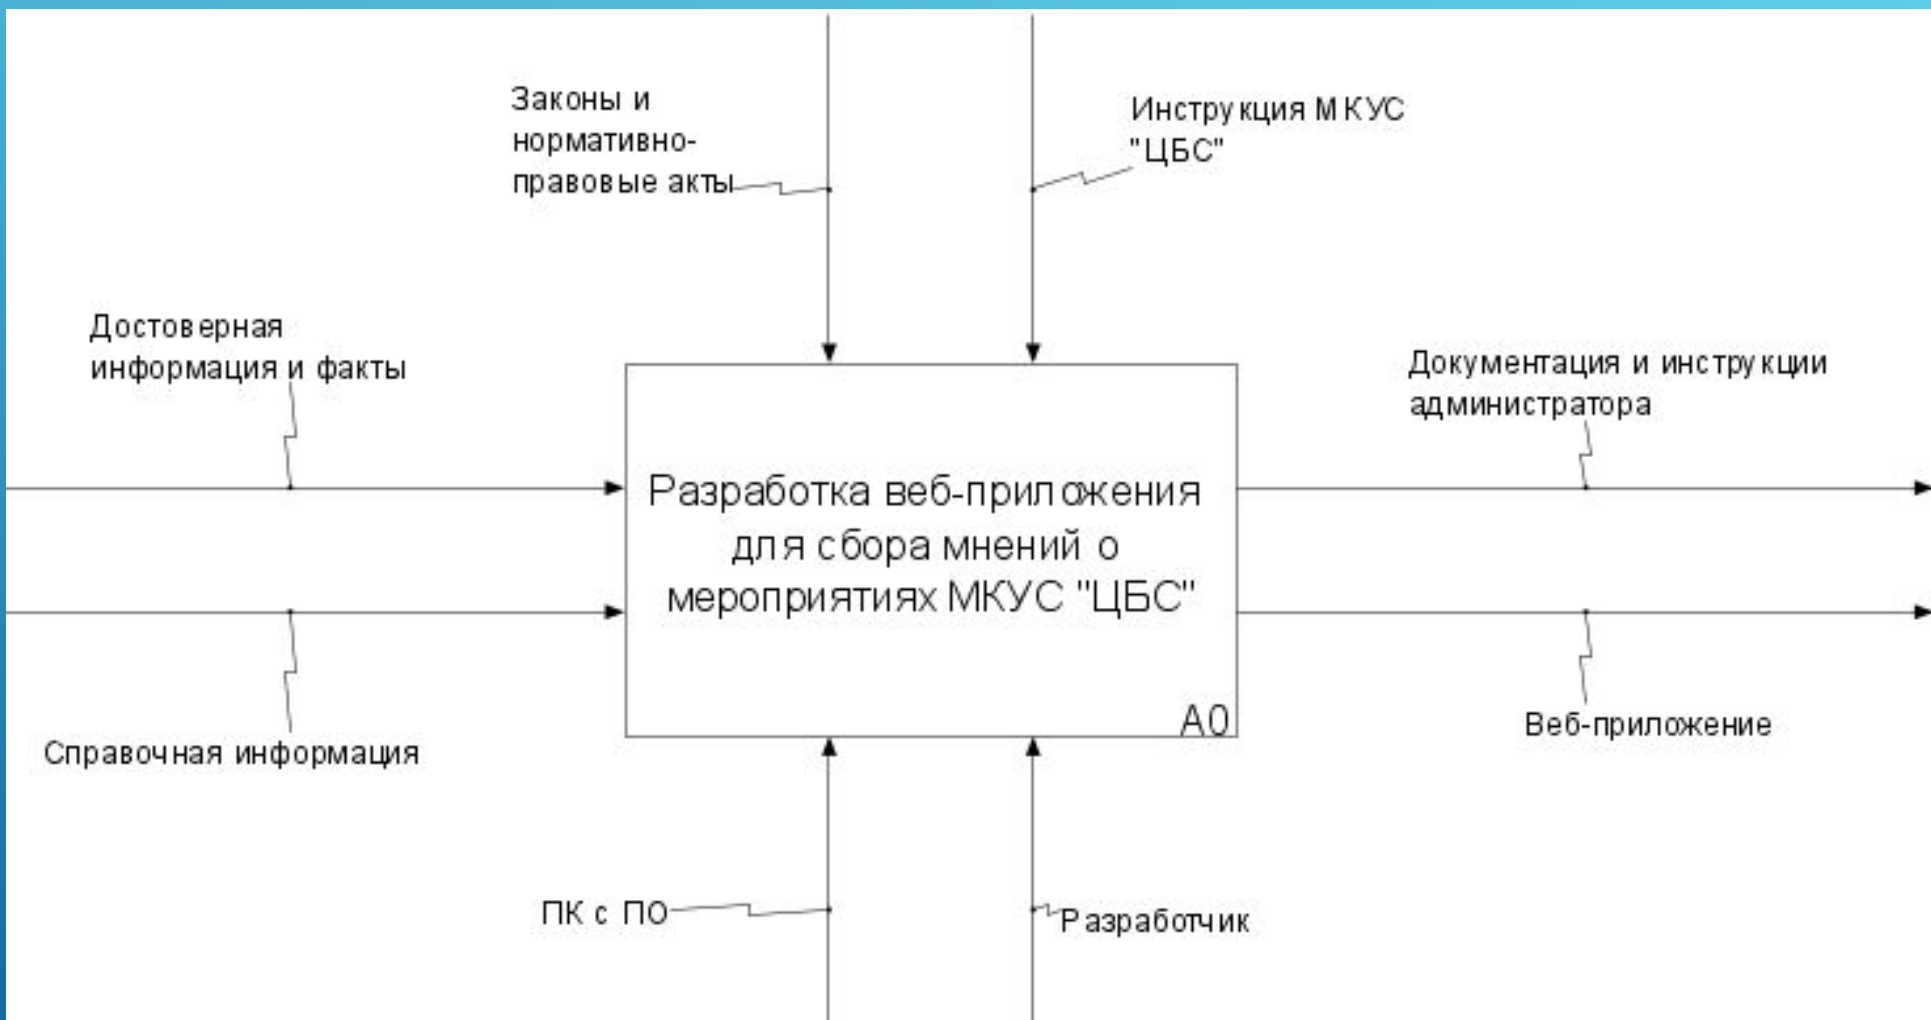 Законы и
нормативно-
правовые акты
Инструкция МКУС
"ЦБС"
Достоверная
информация и факты
Документация и инструкции
администратора
Разработка веб-приложения
для сбора мнений о
мероприятиях МКУС "ЦБС"
A0
Справочная информация
Веб-приложение
ПК с ПО
Разработчик